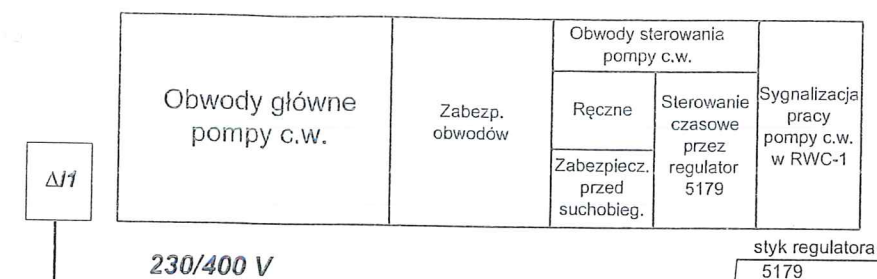 Obwody główne
pompy c.w.
Zabezp.
obwodów
Obwody sterowania
pompy c.w.
Ręczne
Zabezpiecz.
przed
suchobieg.
Sterowanie
czasowe
przez
regulator
5179
Sygnalizacja
pracy
pompy c.w.
w RWC-1
ΔI1
230/400 V
styk regulatora
5179